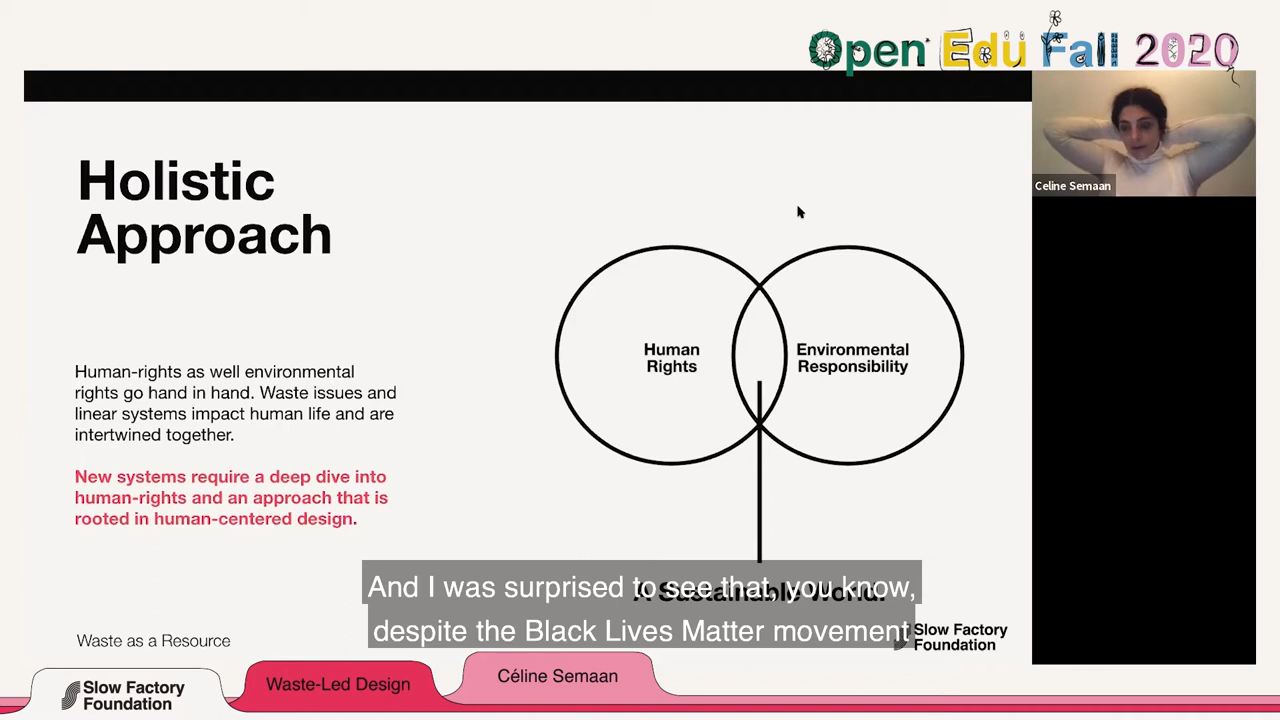 Open Edu Fall 2020
Celine Semaan
Holistic
Approach
Human
Rights
Environmental
Responsibility
Human-rights as well environmental
rights go hand in hand. Waste issues and
linear systems impact human life and are
intertwined together.
New systems require a deep dive into
human-rights and an approach that is
rooted in human-centered design.
A Sustainable World.
And I was surprised to see that, you know,
despite the Black Lives Matter movement
Waste as a Resource
Slow Factory
Foundation
Slow Factory
Foundation
Waste-Led Design
Céline Semaan